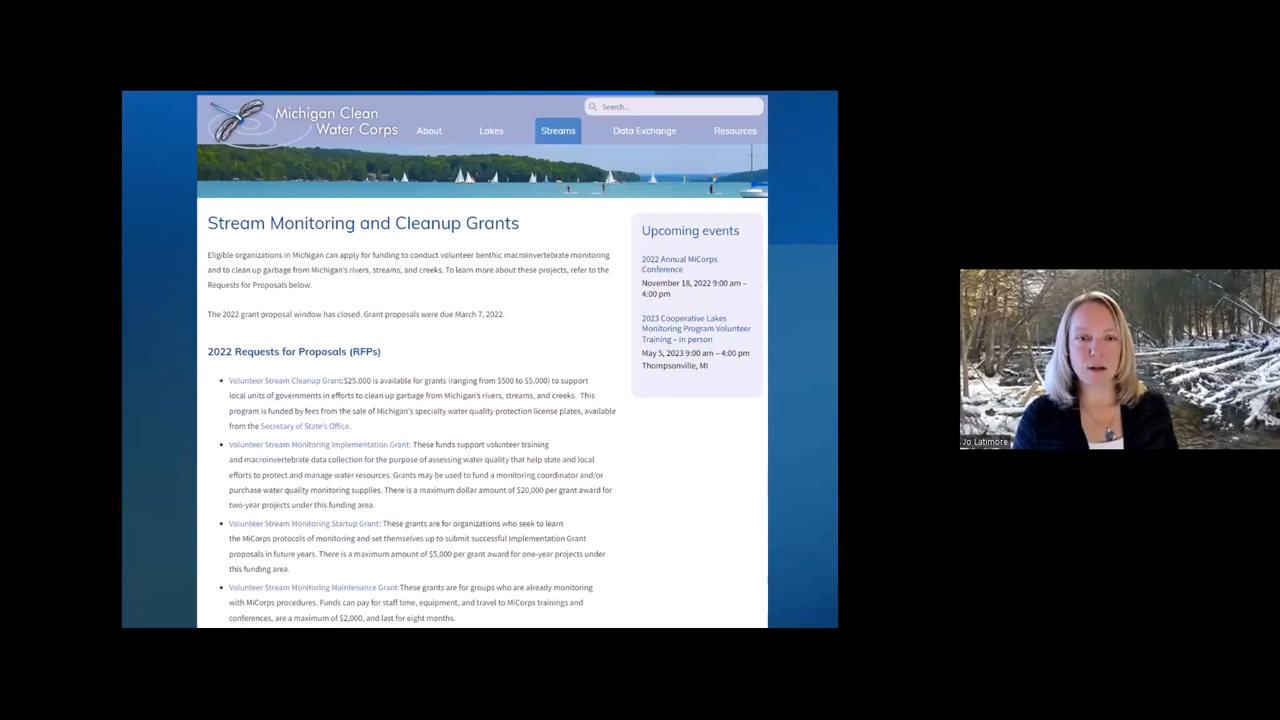 Michigan Clean
Water Corps
Search...
About
Lakes
Streams
Data Exchange
Resources
Stream Monitoring and Cleanup Grants
Eligible organizations in Michigan can apply for funding to conduct volunteer benthic macroinvertebrate monitoring
and to clean up garbage from Michigan's rivers, streams, and creeks. To learn more about these projects, refer to the
Requests for Proposals below.
The 2022 grant proposal window has closed. Grant proposals were due March 7, 2022.
2022 Requests for Proposals (RFPs)
• Volunteer Stream Cleanup Grant:$25,000 is available for grants (ranging from $500 to $5,000) to support
local units of governments in efforts to clean up garbage from Michigan's rivers, streams, and creeks. This
program is funded by fees from the sale of Michigan's specialty water quality protection license plates, available
from the Secretary of State's Office.
• Volunteer Stream Monitoring Implementation Grant: These funds support volunteer training
and macroinvertebrate data collection for the purpose of assessing water quality that help state and local
efforts to protect and manage water resources. Grants may be used to fund a monitoring coordinator and/or
purchase water quality monitoring supplies. There is a maximum dollar amount of $20,000 per grant award for
two-year projects under this funding area.
• Volunteer Stream Monitoring Startup Grant: These grants are for organizations who seek to learn
the MiCorps protocols of monitoring and set themselves up to submit successful Implementation Grant
proposals in future years. There is a maximum amount of $5,000 per grant award for one-year projects under
this funding area.
• Volunteer Stream Monitoring Maintenance Grant These grants are for groups who are already monitoring
with MiCorps procedures. Funds can pay for staff time, equipment, and travel to MiCorps trainings and
conferences, are a maximum of $2,000, and last for eight months.
Upcoming events
2022 Annual MiCorps
Conference
November 18, 2022 9:00 am –
4:00 pm
2023 Cooperative Lakes
Monitoring Program Volunteer
Training – in person
May 5, 2023 9:00 am – 4:00 pm
Thompsonville, MI
Jo Latimore